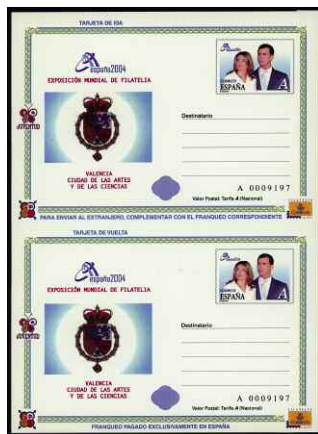 TARJETA DE IDA
españa2004
EXPOSICIÓN MUNDIAL DE FILATELIA
ESPAÑA A
Destinatario
JUVENTUD
VALENCIA
CIUDAD DE LAS ARTES
Y DE LAS CIENCIAS
A 0009197
Valor Postal: Tarifa A (Nacional)
PARA ENVIAR AL EXTRANJERO, COMPLEMENTAR CON EL FRANQUEO CORRESPONDIENTE
TARJETA DE VUELTA
españa2004
EXPOSICIÓN MUNDIAL DE FILATELIA
ESPAÑA A
Destinatario
JUVENTUD
VALENCIA
CIUDAD DE LAS ARTES
Y DE LAS CIENCIAS
A 0009197
Valor Postal: Tarifa A (Nacional)
FRANQUEO PAGADO EXCLUSIVAMENTE EN ESPAÑA